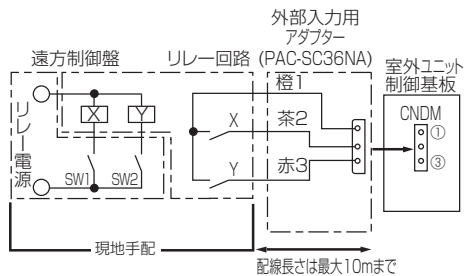 外部入力用
アダプター
(PAC-SC36NA)
遠方制御盤
リレー回路
室外ユニット
制御基板
リレー電源
X
Y
SW1
SW2
X
Y
橙1
茶2
赤3
CNDM
①
③
現地手配
配線長さは最大10mまで